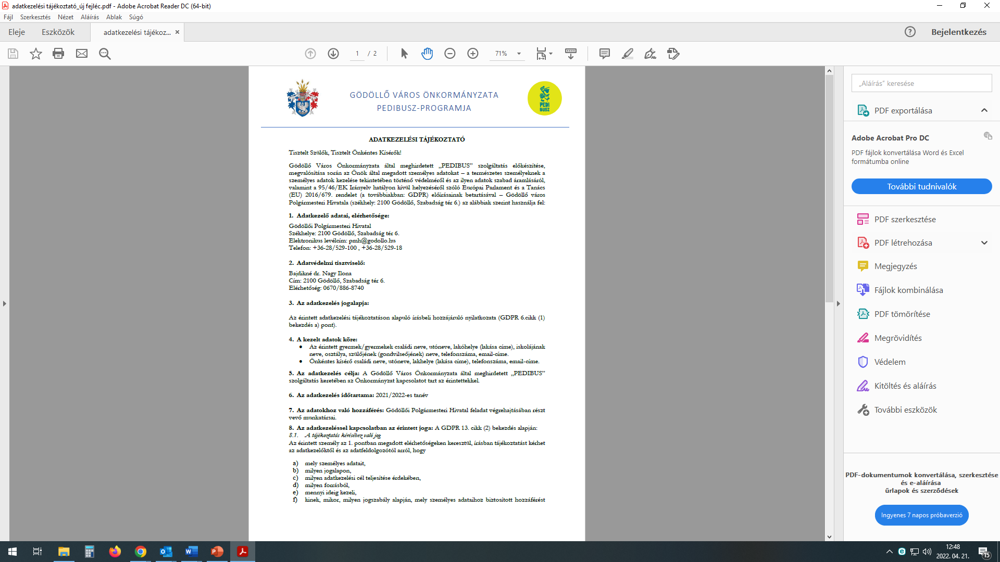 adatkezelési tájékoztató_új fejléc.pdf - Adobe Acrobat Reader DC (64-bit)
Fájl Szerkesztés Nézet Aláírás Ablak Súgó
Eleje Eszközök adatkezelési tájékoz... × Bejelentkezés
1 / 2 71%
GÖDÖLLŐ VÁROS ÖNKORMÁNYZATA
PEDIBUSZ-PROGRAMJA
PEDI
BUSZ
ADATKEZELÉSI TÁJÉKOZTATÓ
Tisztelt Szülők, Tisztelt Önkéntes Kísérők!
Gödöllő Város Önkormányzata által meghirdetett „PEDIBUS” szolgáltatás előkészítése,
megvalósítása során az Önök által megadott személyes adatokat – a természetes személyeknek a
személyes adatok kezelése tekintetében történő védelméről és az ilyen adatok szabad áramlásáról,
valamint a 95/46/EK Irányelv hatályon kívül helyezéséről szóló Európai Parlament és a Tanács
(EU) 2016/679. rendelet (a továbbiakban: GDPR) előírásainak betartásával – Gödöllő város
Polgármesteri Hivatala (székhely: 2100 Gödöllő, Szabadság tér 6.) az alábbiak szerint használja fel:
1. Adatkezelő adatai, elérhetősége:
Gödöllői Polgármesteri Hivatal
Székhelye: 2100 Gödöllő, Szabadság tér 6.
Elektronikus levélcím: pmh@godollo.hu
Telefon: +36-28/529-100 , +36-28/529-18
2. Adatvédelmi tisztviselő:
Bajdikné dr. Nagy Ilona
Cím: 2100 Gödöllő, Szabadság tér 6.
Elérhetőség: 0670/886-8740
3. Az adatkezelés jogalapja:
Az érintett adatkezelési tájékoztatáson alapuló írásbeli hozzájáruló nyilatkozata (GDPR 6.cikk (1)
bekezdés a) pont).
4. A kezelt adatok köre:
• Az érintett gyermek/gyermekek családi neve, utóneve, lakóhelye (lakása címe), iskolájának
neve, osztálya, szülőjének (gondvilseőjének) neve, telefonszáma, email-címe.
• Önkéntes kísérő családi neve, utóneve, lakhelye (lakása címe), telefonszáma, email-címe.
5. Az adatkezelés célja: A Gödöllő Város Önkormányzata által meghirdetett „PEDIBUS”
szolgáltatás keretében az Önkormányzat kapcsolatot tart az érintettekkel.
6. Az adatkezelés időtartama: 2021/2022-es tanév
7. Az adatokhoz való hozzáférés: Gödöllői Polgármesteri Hivatal feladat végrehajtásában részt
vevő munkatársai.
8. Az adatkezeléssel kapcsolatban az érintett joga: A GDPR 13. cikk (2) bekezdés alapján:
8.1. A tájékoztatás kéréséhez való jog
Az érintett személy az 1. pontban megadott elérhetőségeken keresztül, írásban tájékoztatást kérhet
az adatkezelőktől és az adatfeldolgozótól arról, hogy
a) mely személyes adatait,
b) milyen jogalapon,
c) milyen adatkezelési cél teljesítése érdekében,
d) milyen forrásból,
e) mennyi ideig kezeli,
f) kinek, mikor, milyen jogszabály alapján, mely személyes adataihoz biztosított hozzáférést
„Aláírás” keresése
PDF exportálása
Adobe Acrobat Pro DC
PDF fájlok konvertálása Word és Excel
formátumba online
További tudnivalók
PDF szerkesztése
PDF létrehozása
Megjegyzés
Fájlok kombinálása
PDF tömörítése
Megrövidítés
Védelem
Kitöltés és aláírás
További eszközök
PDF-dokumentumok konvertálása, szerkesztése
és e-aláírása
űrlapok és szerződések
Ingyenes 7 napos próbaverzió
12:48
2022. 04. 21.
15